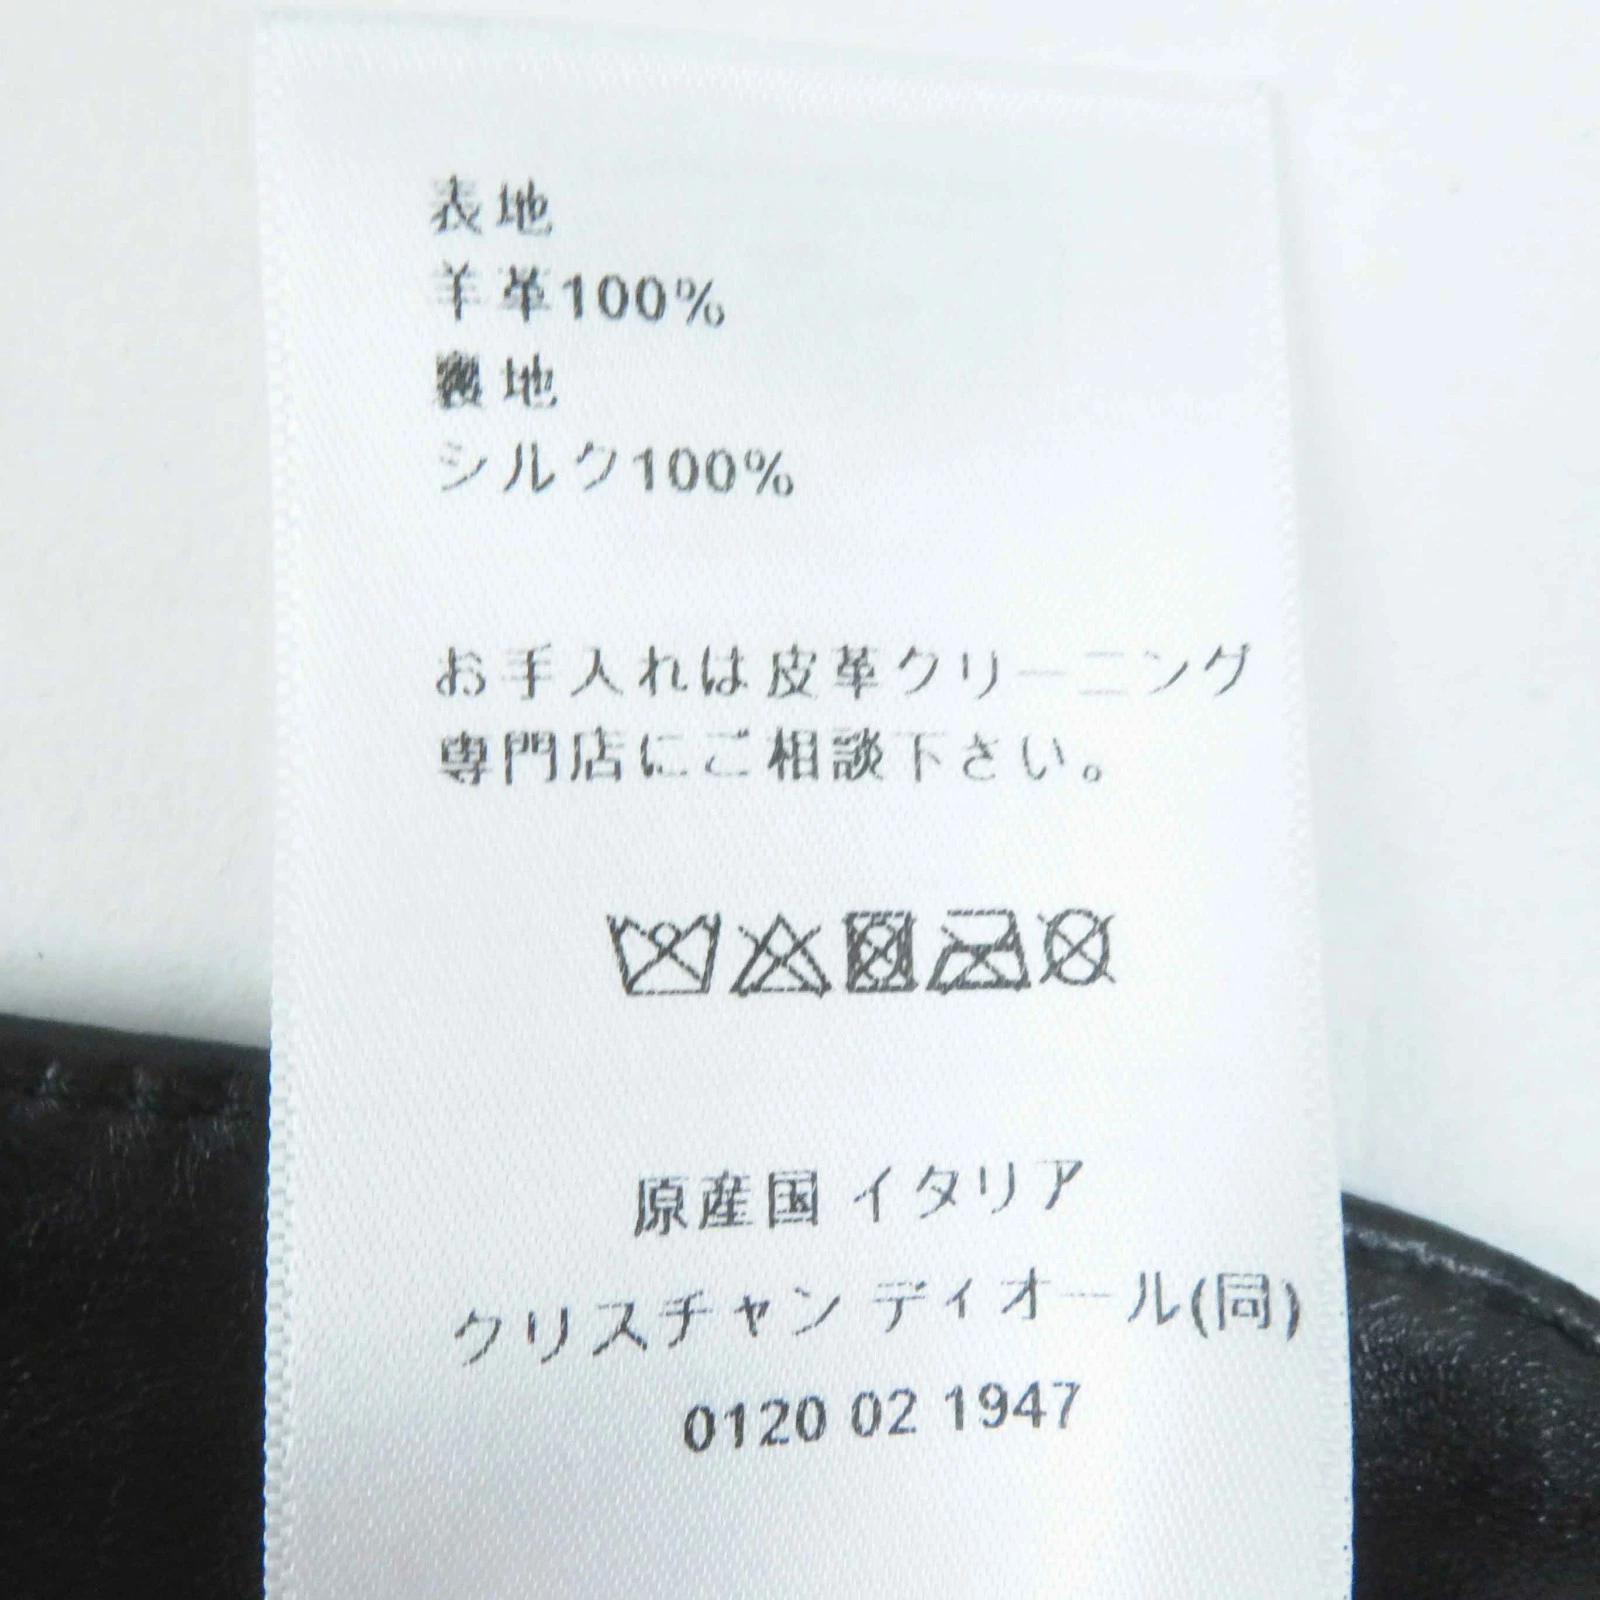 表地
羊革100%
裏地
シルク100%
お手入れは皮革クリーニング
専門店にご相談下さい。
原産国 イタリア
クリスチャン ディオール(同)
0120 02 1947